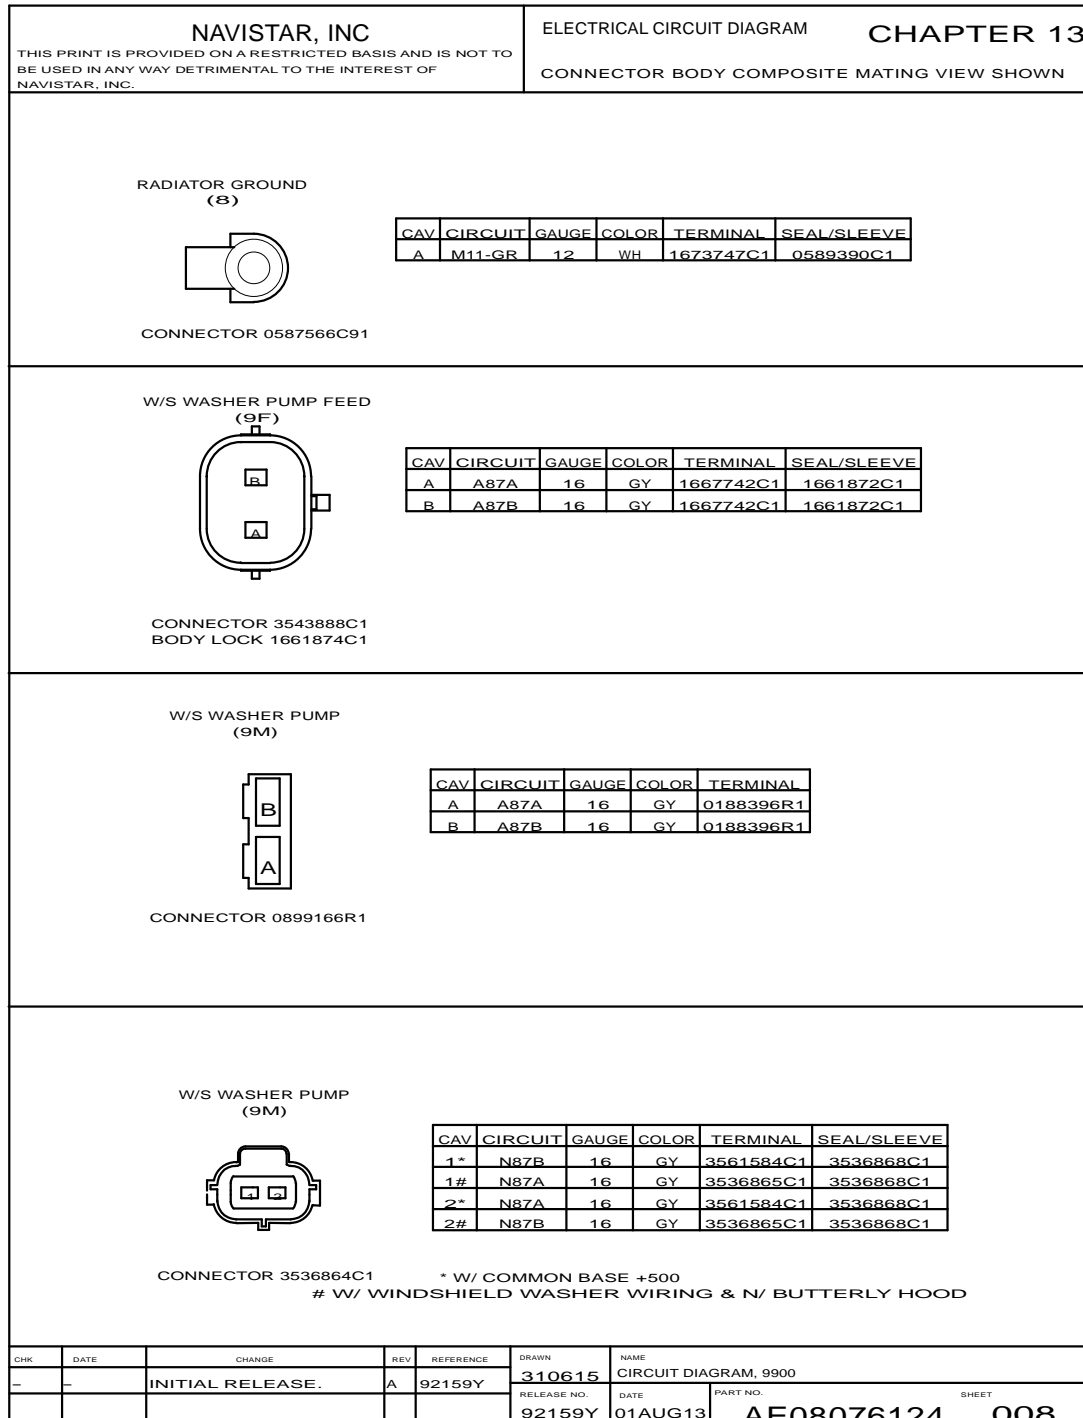 NAVISTAR, INC
THIS PRINT IS PROVIDED ON A RESTRICTED BASIS AND IS NOT TO
BE USED IN ANY WAY DETRIMENTAL TO THE INTEREST OF
NAVISTAR, INC.
ELECTRICAL CIRCUIT DIAGRAM CHAPTER 13
CONNECTOR BODY COMPOSITE MATING VIEW SHOWN
RADIATOR GROUND
(8)
CAV CIRCUIT GAUGE COLOR TERMINAL SEAL/SLEEVE
A M11-GR 12 WH 1673747C1 0589390C1
CONNECTOR 0587566C91
W/S WASHER PUMP FEED
(9F)
B
A
CAV CIRCUIT GAUGE COLOR TERMINAL SEAL/SLEEVE
A A87A 16 GY 1667742C1 1661872C1
B A87B 16 GY 1667742C1 1661872C1
CONNECTOR 3543888C1
BODY LOCK 1661874C1
W/S WASHER PUMP
(9M)
B
A
CAV CIRCUIT GAUGE COLOR TERMINAL
A A87A 16 GY 0188396R1
B A87B 16 GY 0188396R1
CONNECTOR 0899166R1
W/S WASHER PUMP
(9M)
1 2
CAV CIRCUIT GAUGE COLOR TERMINAL SEAL/SLEEVE
1* N87B 16 GY 3561584C1 3536868C1
1# N87A 16 GY 3536865C1 3536868C1
2* N87A 16 GY 3561584C1 3536868C1
2# N87B 16 GY 3536865C1 3536868C1
CONNECTOR 3536864C1
* W/ COMMON BASE +500
# W/ WINDSHIELD WASHER WIRING & N/ BUTTERLY HOOD
CHK DATE CHANGE REV REFERENCE
– – INITIAL RELEASE. A 92159Y
DRAWN
310615
NAME
CIRCUIT DIAGRAM, 9900
RELEASE NO.
92159Y
DATE
01AUG13
PART NO.
AE08076124
SHEET
008